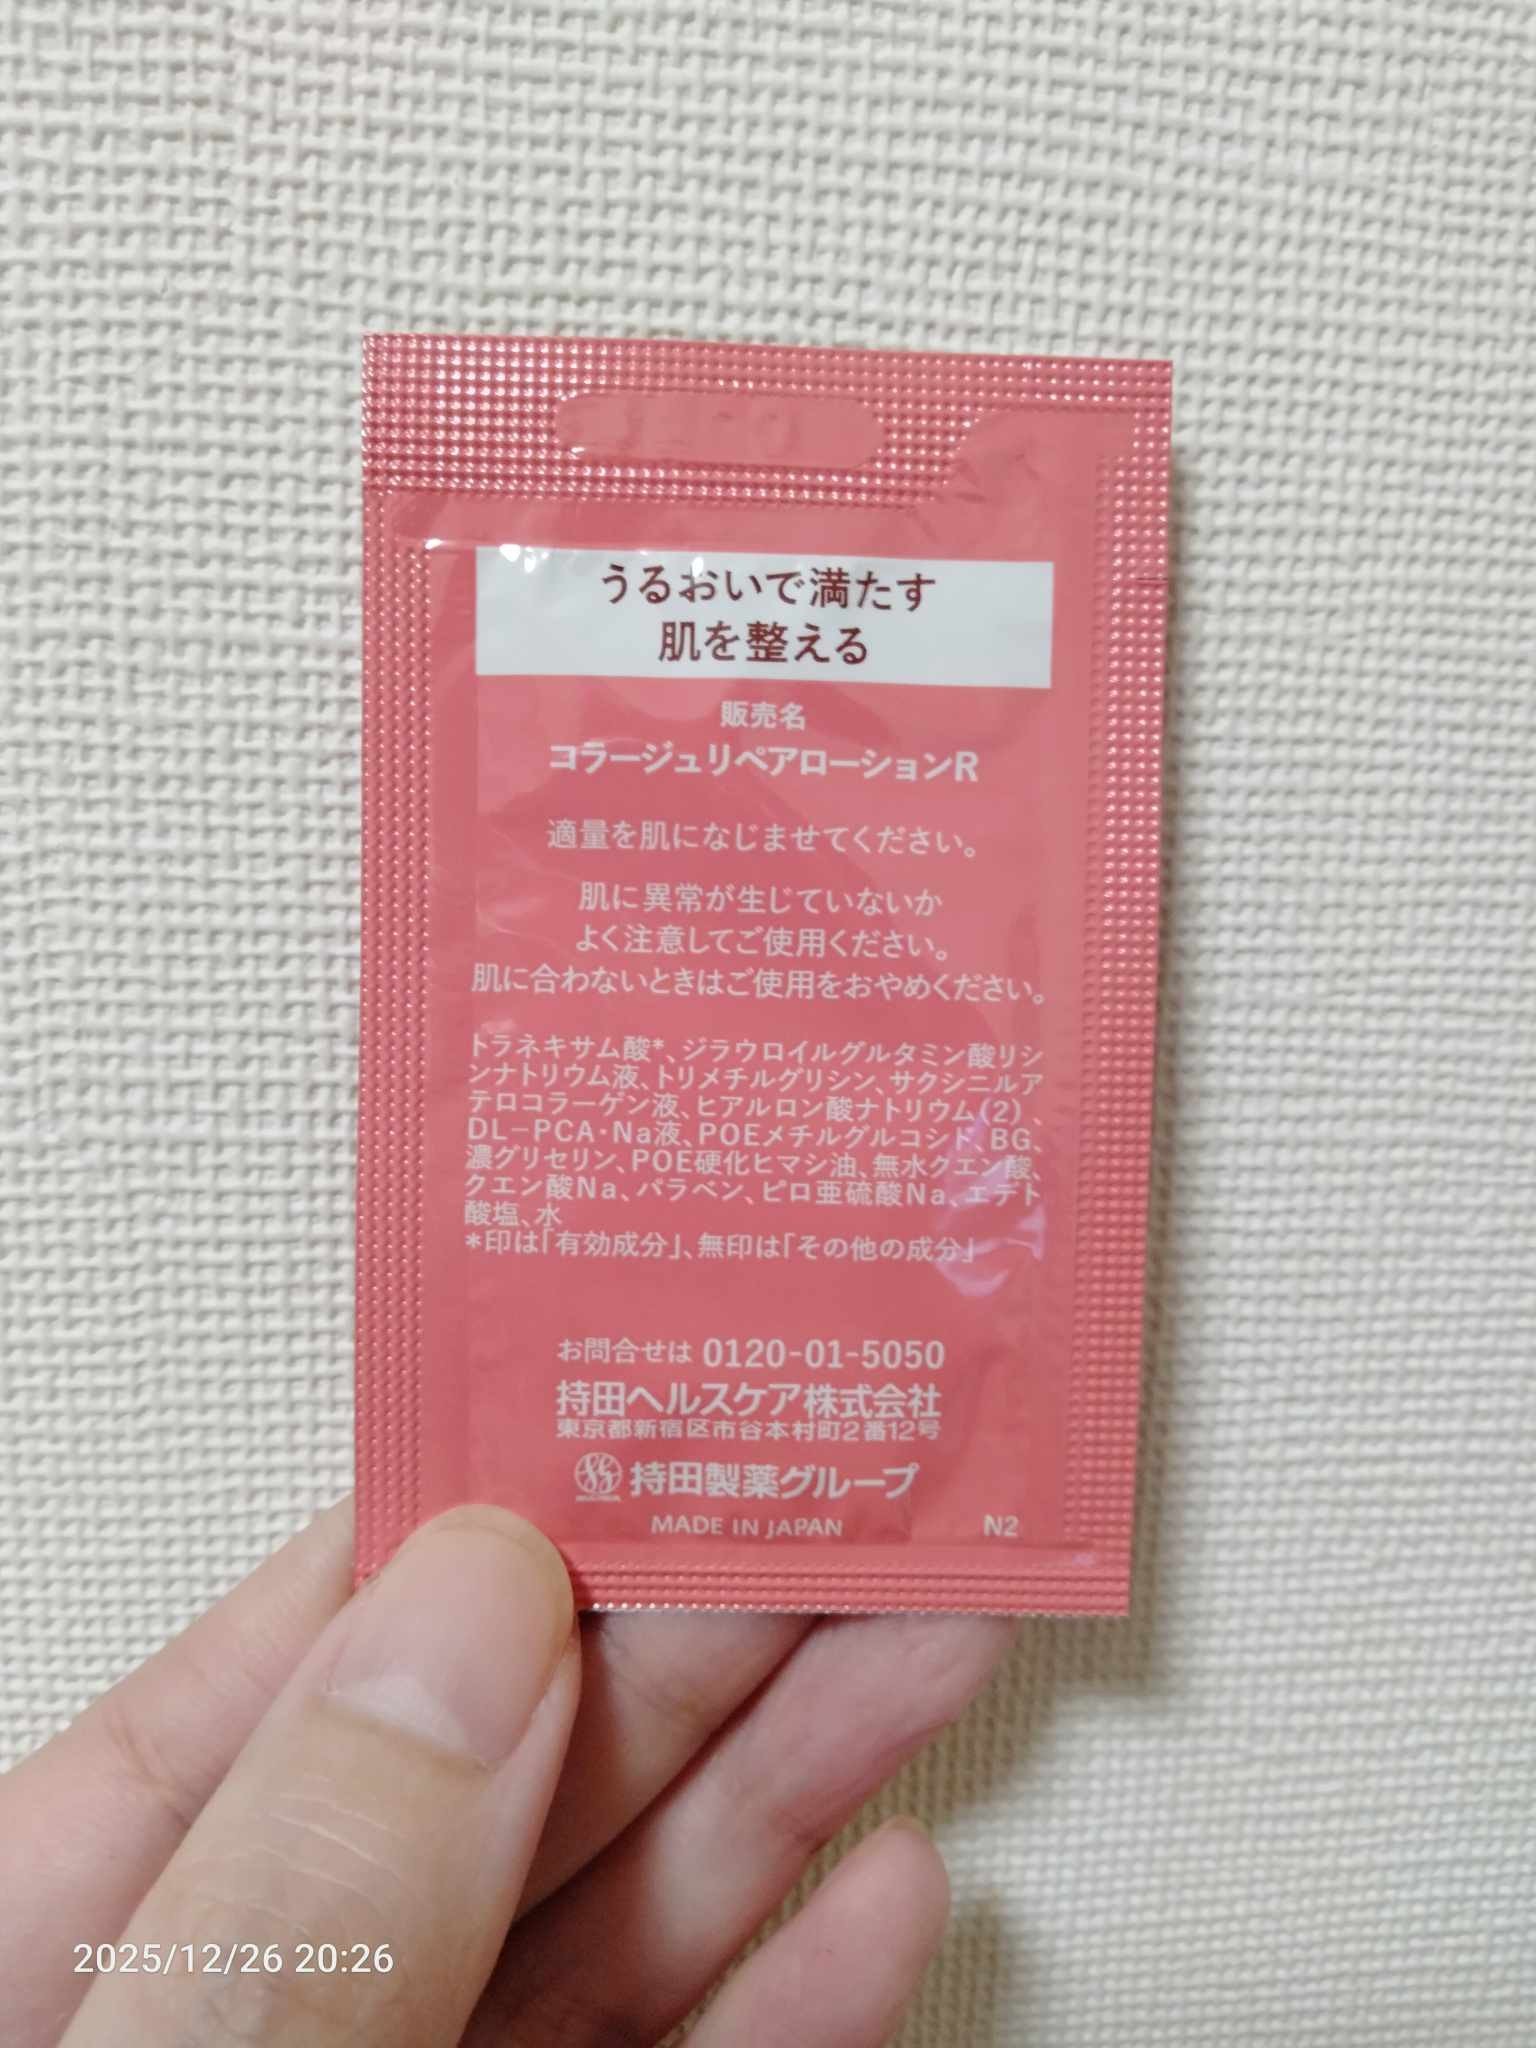 うるおいで満たす
肌を整える
販売名
コラージュリペアローションR
適量を肌になじませてください。
肌に異常が生じていないか
よく注意してご使用ください。
肌に合わないときはご使用をおやめください。
トラネキサム酸*、ジラウロイルグルタミン酸リシ
ンナトリウム液、トリメチルグリシン、サクシニルア
テロコラーゲン液、ヒアルロン酸ナトリウム(2)、
DL-PCA・Na液、POEメチルグルコシド、BG、
濃グリセリン、POE硬化ヒマシ油、無水クエン酸、
クエン酸Na、パラベン、ピロ亜硫酸Na、エデト
酸塩、水
*印は「有効成分」、無印は「その他の成分」
お問合せは 0120-01-5050
持田ヘルスケア株式会社
東京都新宿区市谷本村町2番12号
持田製薬グループ
MADE IN JAPAN N2
2025/12/26 20:26